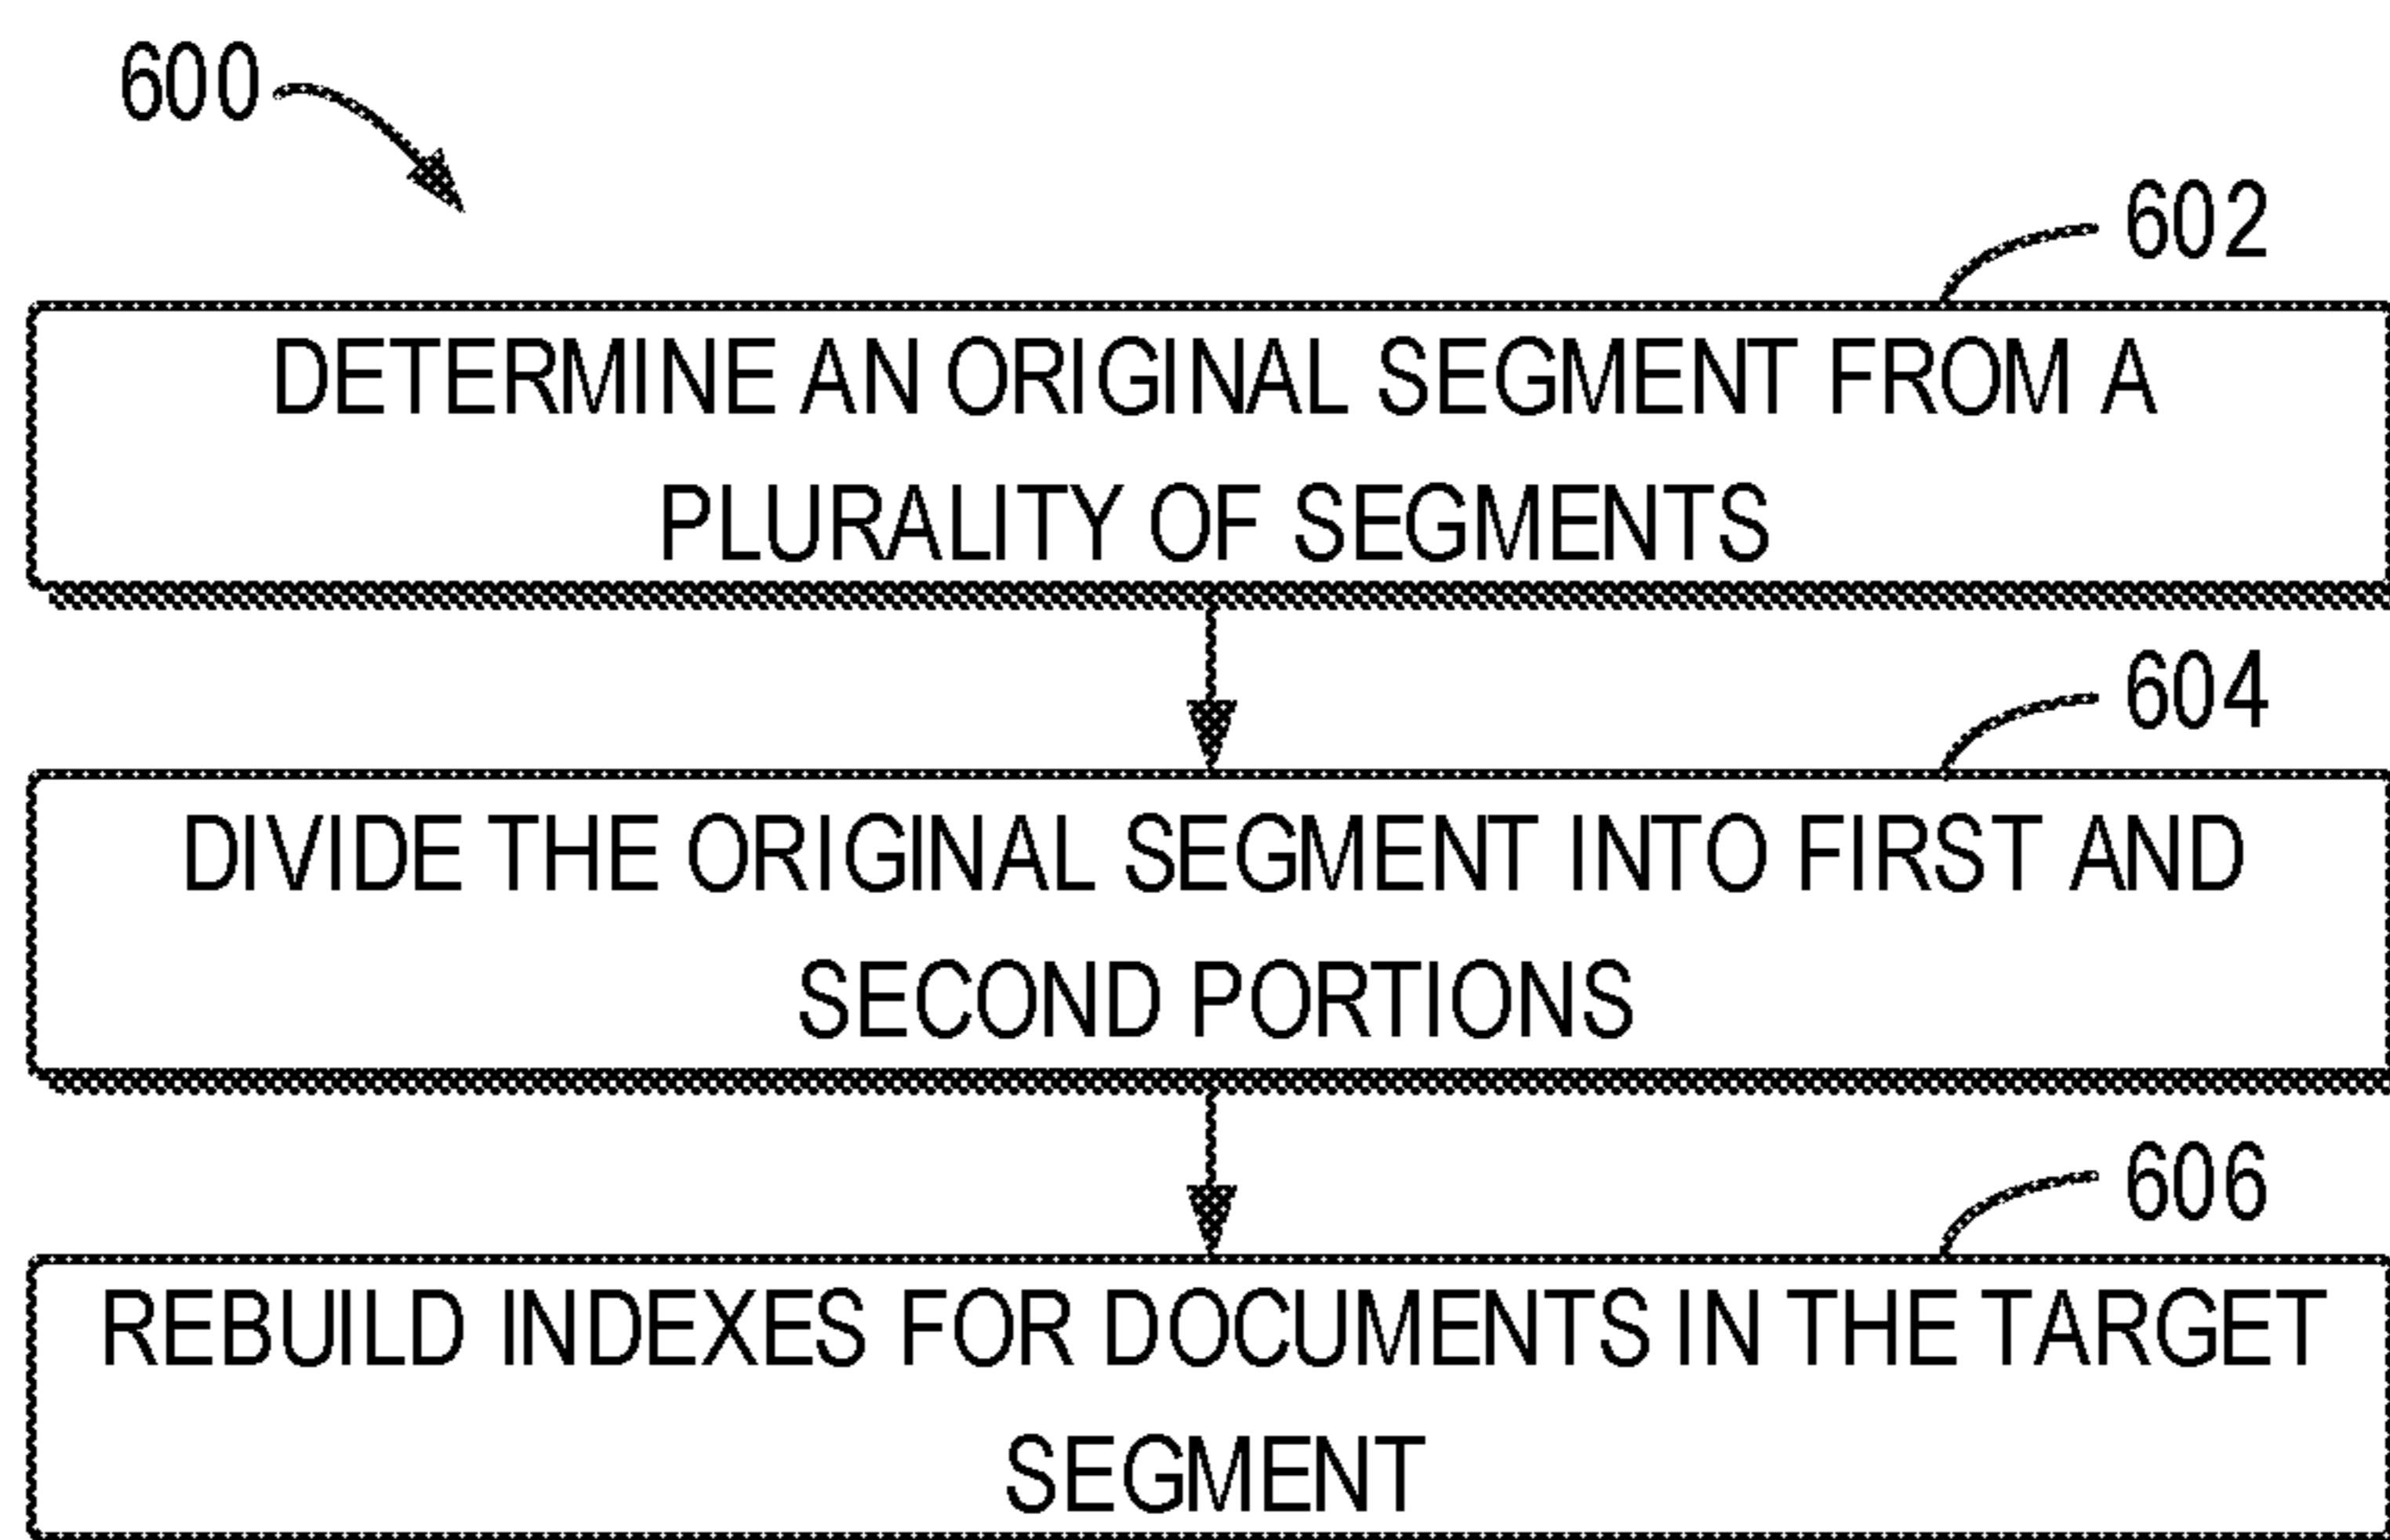 600
602
DETERMINE AN ORIGINAL SEGMENT FROM A
PLURALITY OF SEGMENTS
604
DIVIDE THE ORIGINAL SEGMENT INTO FIRST AND
SECOND PORTIONS
606
REBUILD INDEXES FOR DOCUMENTS IN THE TARGET
SEGMENT